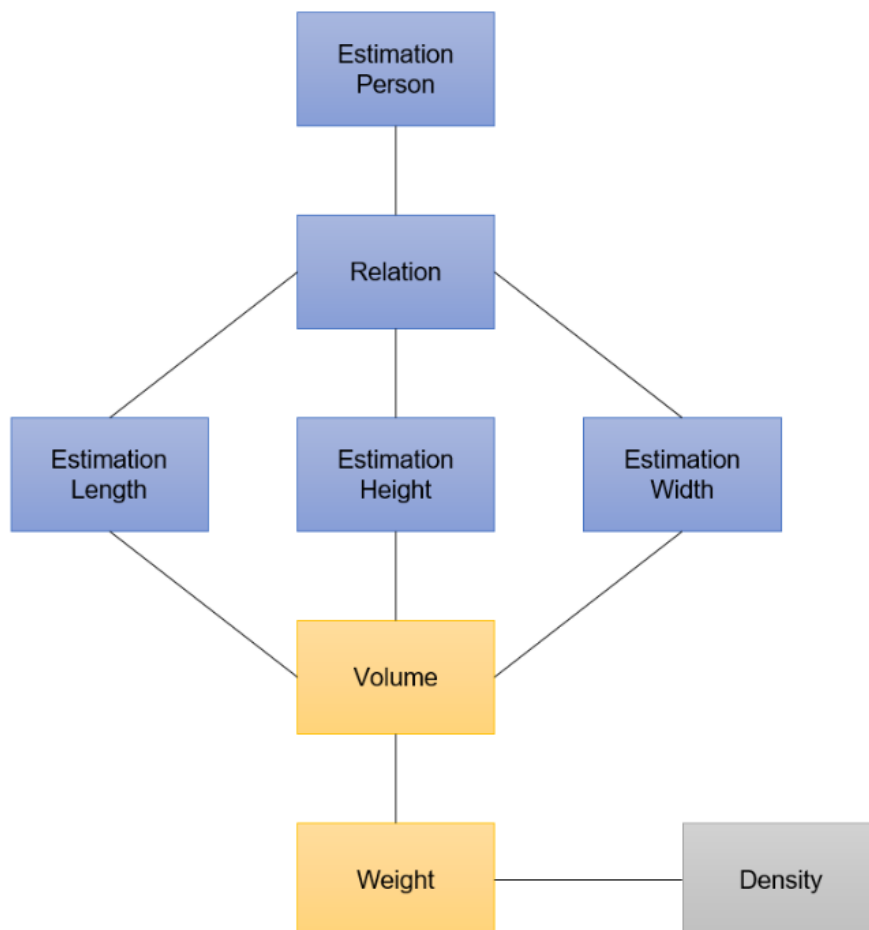 Estimation
Person
Relation
Estimation
Length
Estimation
Height
Estimation
Width
Volume
Weight
Density